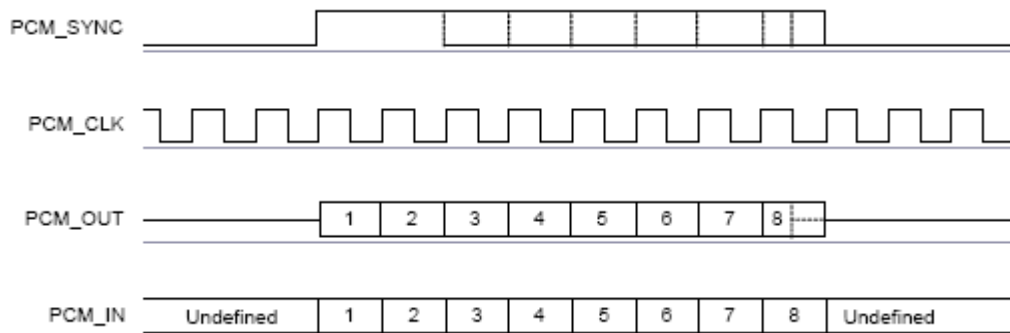 PCM_SYNC
PCM_CLK
PCM_OUT 1 2 3 4 5 6 7 8
PCM_IN Undefined 1 2 3 4 5 6 7 8 Undefined